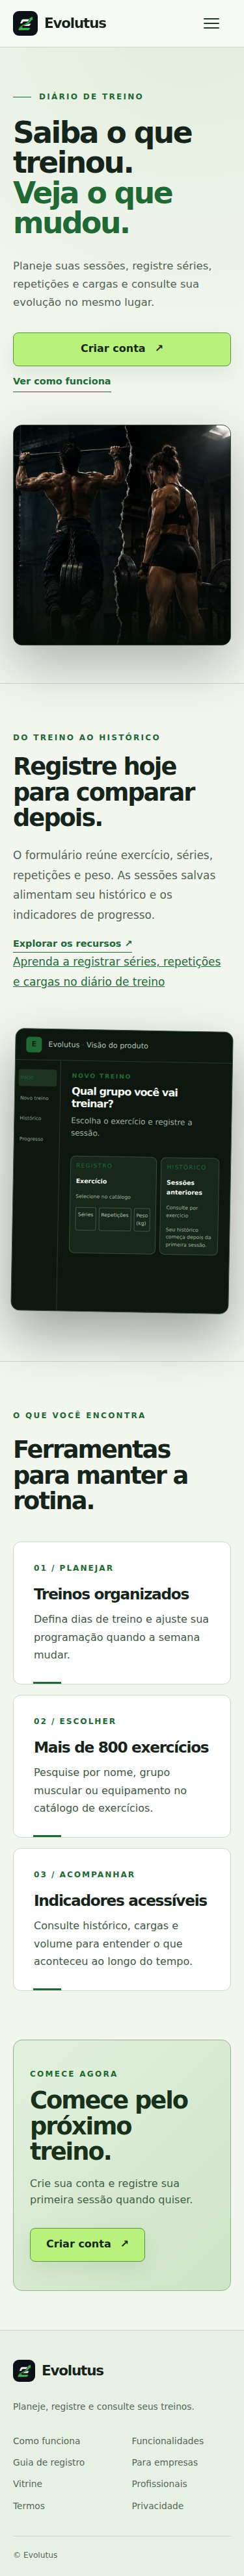 Evolutus
DIÁRIO DE TREINO
Saiba o que
treinou.
Veja o que
mudou.
Planeje suas sessões, registre séries,
repetições e cargas e consulte sua
evolução no mesmo lugar.
Criar conta ↗
Ver como funciona
DO TREINO AO HISTÓRICO
Registre hoje
para comparar
depois.
O formulário reúne exercício, séries,
repetições e peso. As sessões salvas
alimentam seu histórico e os
indicadores de progresso.
Explorar os recursos ↗
Aprenda a registrar séries, repetições
e cargas no diário de treino
E Evolutus Visão do produto
Novo treino
Histórico
Progresso
NOVO TREINO
Qual grupo você vai
treinar?
Escolha o exercício e registre a
sessão.
REGISTRO
Exercício
Selecione no catálogo
Séries
Repetições
Peso
(kg)
HISTÓRICO
Sessões
anteriores
Consulte por
exercício
Seu histórico
começa depois da
primeira sessão.
O QUE VOCÊ ENCONTRA
Ferramentas
para manter a
rotina.
01 / PLANEJAR
Treinos organizados
Defina dias de treino e ajuste sua
programação quando a semana
mudar.
02 / ESCOLHER
Mais de 800 exercícios
Pesquise por nome, grupo
muscular ou equipamento no
catálogo de exercícios.
03 / ACOMPANHAR
Indicadores acessíveis
Consulte histórico, cargas e
volume para entender o que
aconteceu ao longo do tempo.
COMECE AGORA
Comece pelo
próximo
treino.
Crie sua conta e registre sua
primeira sessão quando quiser.
Criar conta ↗
Evolutus
Planeje, registre e consulte seus treinos.
Como funciona
Funcionalidades
Guia de registro
Para empresas
Vitrine
Profissionais
Termos
Privacidade
© Evolutus